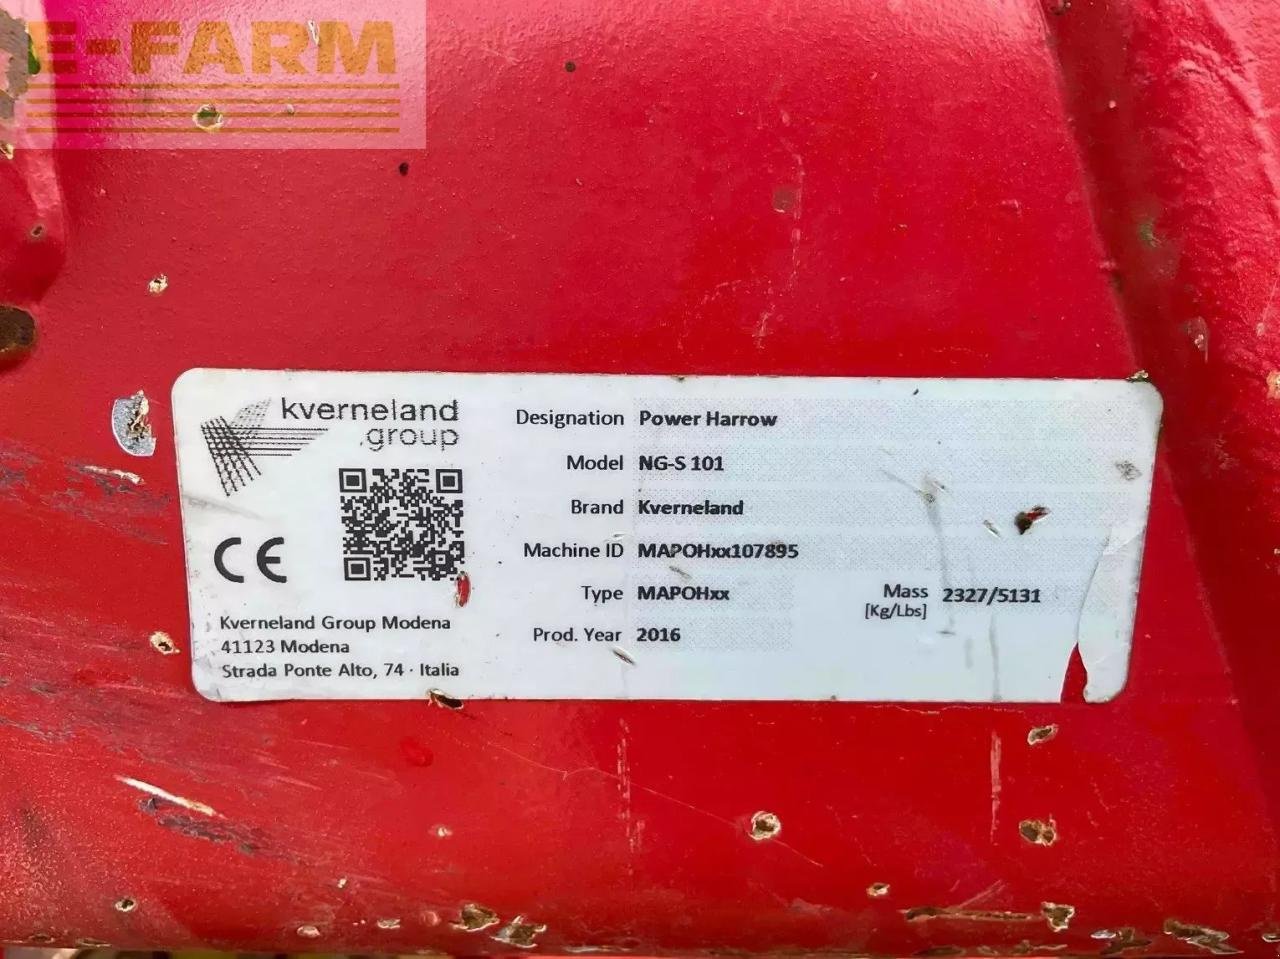 E-FARM
kverneland
group
Designation Power Harrow
Model NG-S 101
Brand Kverneland
Machine ID MAPOHxx107895
Type MAPOHxx
Mass 2327/5131
[Kg/Lbs]
Prod. Year 2016
CE
Kverneland Group Modena
41123 Modena
Strada Ponte Alto, 74 · Italia